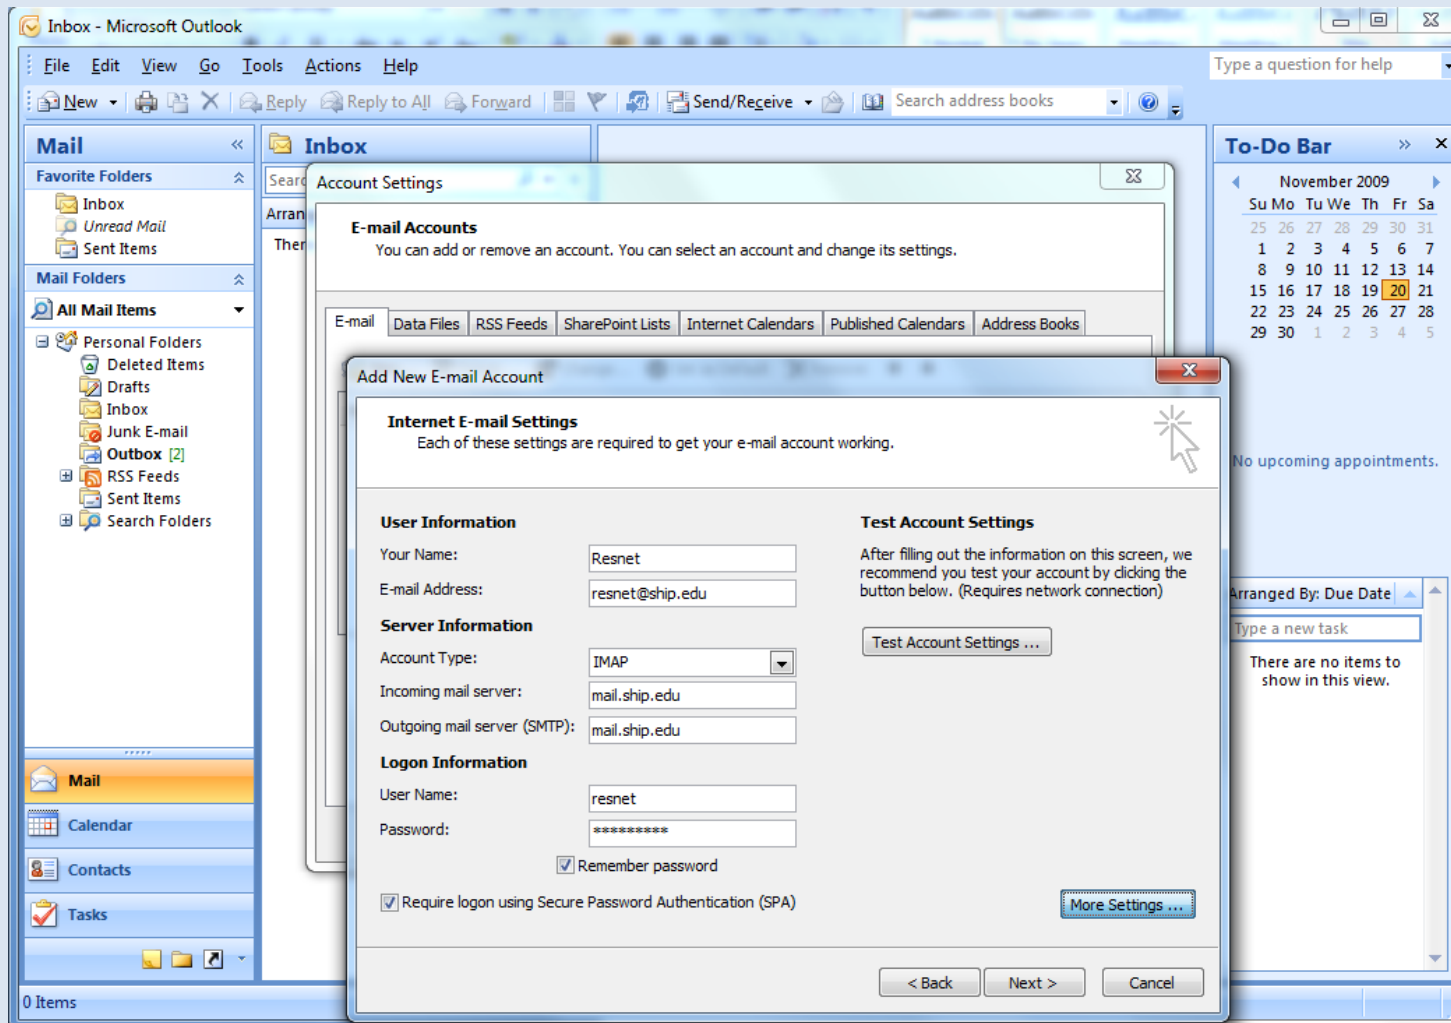 Inbox - Microsoft Outlook
File Edit View Go Tools Actions Help
Type a question for help
New Reply Reply to All Forward Send/Receive Search address books
Mail
Favorite Folders
Inbox
Unread Mail
Sent Items
Mail Folders
All Mail Items
Personal Folders
Deleted Items
Drafts
Inbox
Junk E-mail
Outbox [2]
RSS Feeds
Sent Items
Search Folders
Mail
Calendar
Contacts
Tasks
0 Items
Inbox
Searc
Arran
Ther
Account Settings
E-mail Accounts
You can add or remove an account. You can select an account and change its settings.
E-mail Data Files RSS Feeds SharePoint Lists Internet Calendars Published Calendars Address Books
Add New E-mail Account
Internet E-mail Settings
Each of these settings are required to get your e-mail account working.
User Information
Your Name: Resnet
E-mail Address: resnet@ship.edu
Server Information
Account Type: IMAP
Incoming mail server: mail.ship.edu
Outgoing mail server (SMTP): mail.ship.edu
Logon Information
User Name: resnet
Password: *********
Remember password
Require logon using Secure Password Authentication (SPA)
Test Account Settings
After filling out the information on this screen, we
recommend you test your account by clicking the
button below. (Requires network connection)
Test Account Settings ...
More Settings ...
< Back Next > Cancel
To-Do Bar
November 2009
Su Mo Tu We Th Fr Sa
25 26 27 28 29 30 31
1 2 3 4 5 6 7
8 9 10 11 12 13 14
15 16 17 18 19 20 21
22 23 24 25 26 27 28
29 30 1 2 3 4 5
No upcoming appointments.
Arranged By: Due Date
Type a new task
There are no items to
show in this view.